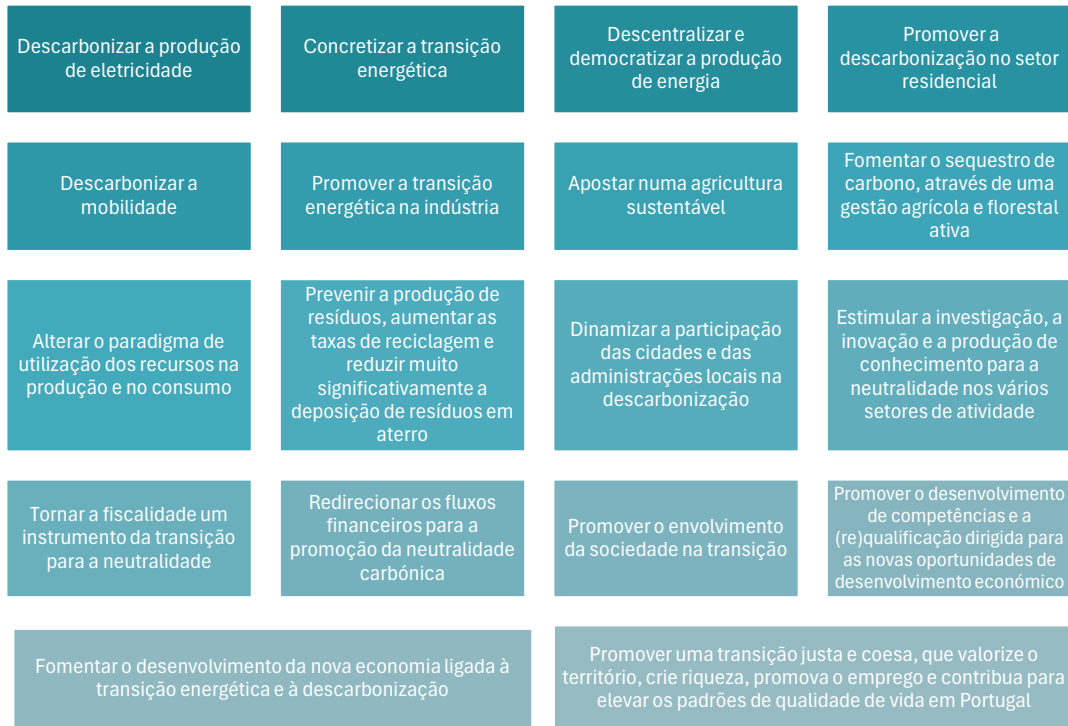 Descarbonizar a produção
de eletricidade
Concretizar a transição
energética
Descentralizar e
democratizar a produção
de energia
Promover a
descarbonização no setor
residencial
Descarbonizar a
mobilidade
Promover a transição
energética na indústria
Apostar numa agricultura
sustentável
Fomentar o sequestro de
carbono, através de uma
gestão agrícola e florestal
ativa
Alterar o paradigma de
utilização dos recursos na
produção e no consumo
Prevenir a produção de
resíduos, aumentar as
taxas de reciclagem e
reduzir muito
significativamente a
deposição de resíduos em
aterro
Dinamizar a participação
das cidades e das
administrações locais na
descarbonização
Estimular a investigação, a
inovação e a produção de
conhecimento para a
neutralidade nos vários
setores de atividade
Tornar a fiscalidade um
instrumento da transição
para a neutralidade
Redirecionar os fluxos
financeiros para a
promoção da neutralidade
carbónica
Promover o envolvimento
da sociedade na transição
Promover o desenvolvimento
de competências e a
(re)qualificação dirigida para
as novas oportunidades de
desenvolvimento económico
Fomentar o desenvolvimento da nova economia ligada à
transição energética e à descarbonização
Promover uma transição justa e coesa, que valorize o
território, crie riqueza, promova o emprego e contribua para
elevar os padrões de qualidade de vida em Portugal